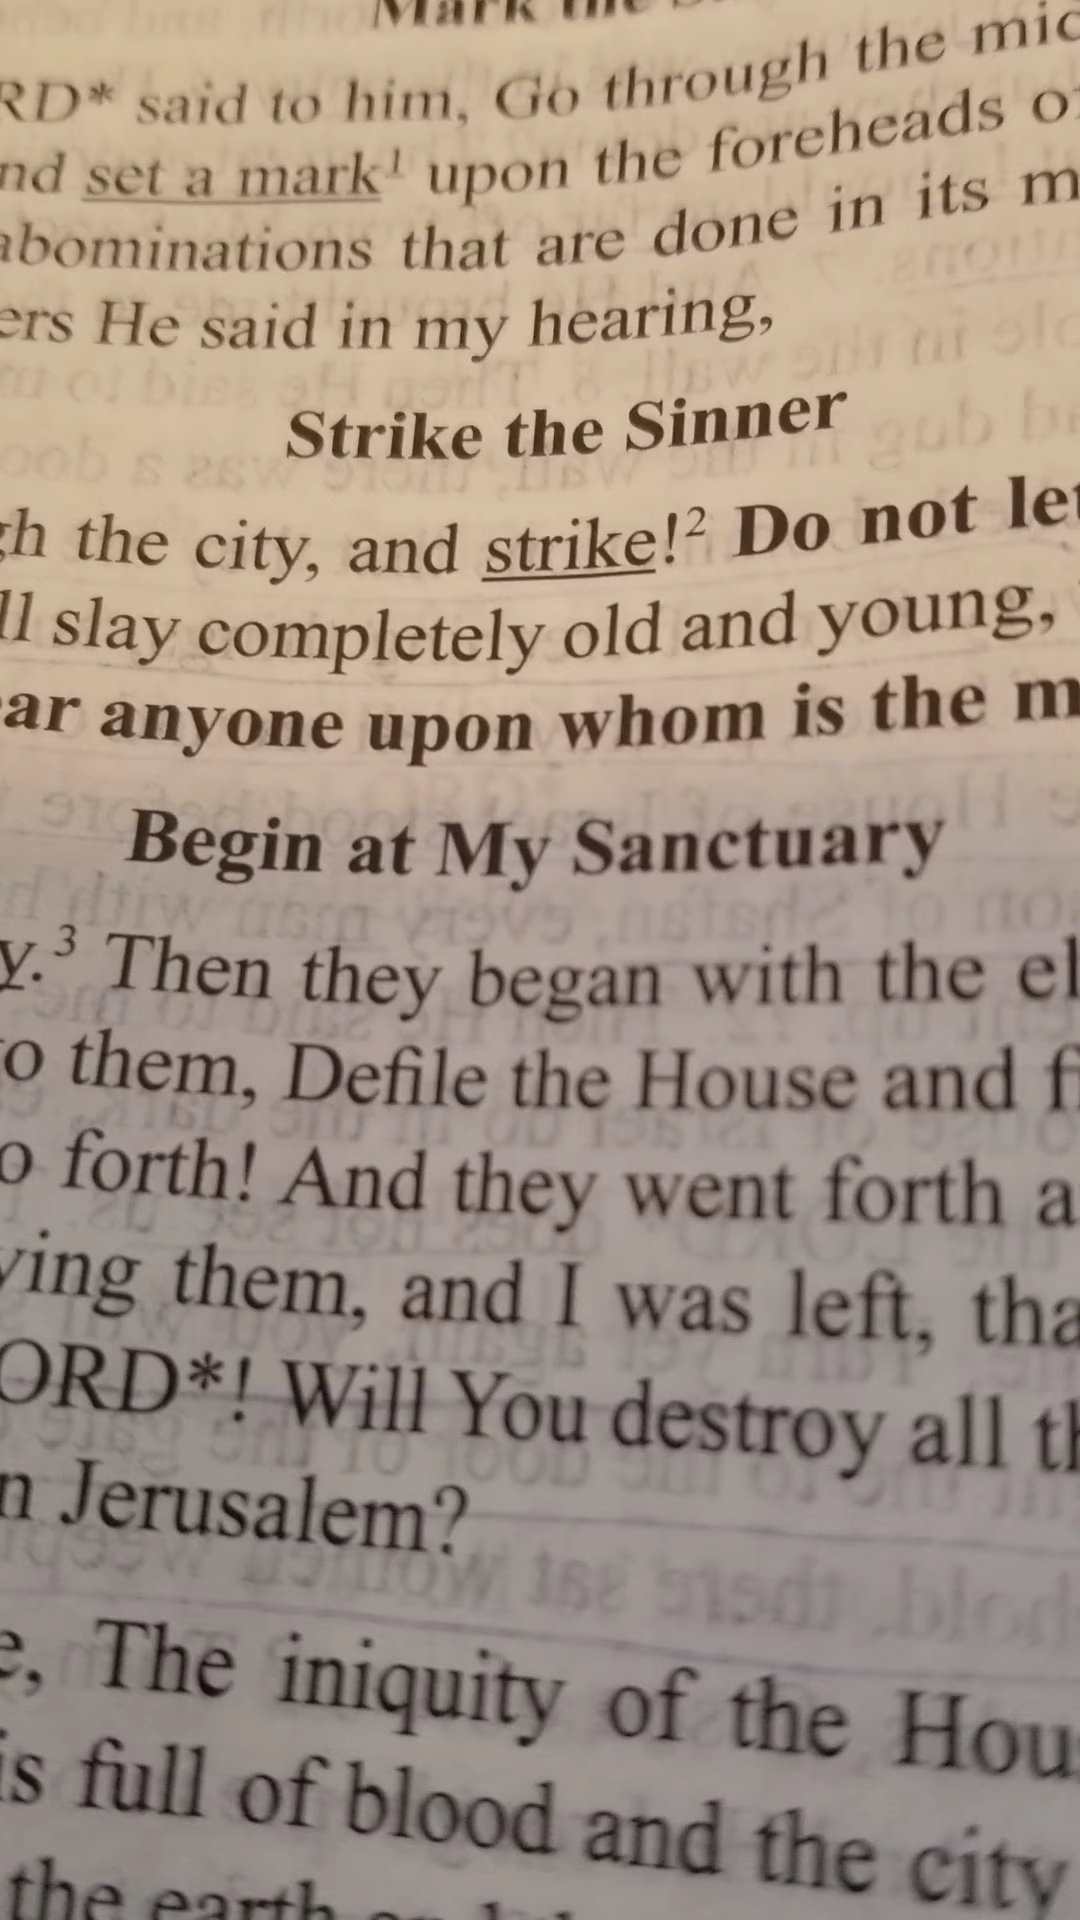 Mark the
RD* said to him, Go through the mid
nd set a mark¹ upon the foreheads of
abominations that are done in its m
ers He said in my hearing,
Strike the Sinner
gh the city, and strike!² Do not let
ll slay completely old and young,
ar anyone upon whom is the m
Begin at My Sanctuary
y.³ Then they began with the el
o them, Defile the House and fi
o forth! And they went forth a
ying them, and I was left, tha
ORD*! Will You destroy all th
n Jerusalem?
e, The iniquity of the Hous
is full of blood and the city
the earth